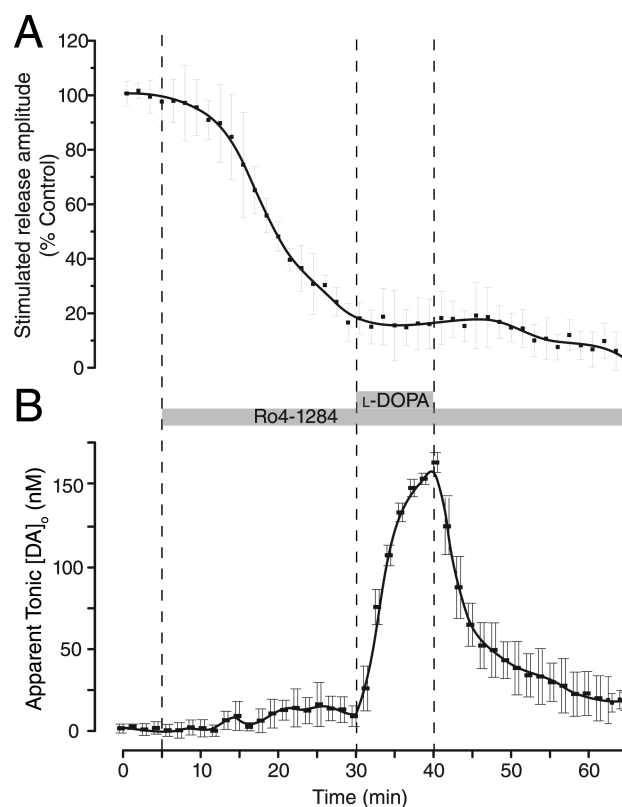 A
120
100
80
60
40
20
0
Stimulated release amplitude
(% Control)
B
L-DOPA
Ro4-1284
150
100
50
0
Apparent Tonic [DA]o (nM)
0 10 20 30 40 50 60
Time (min)